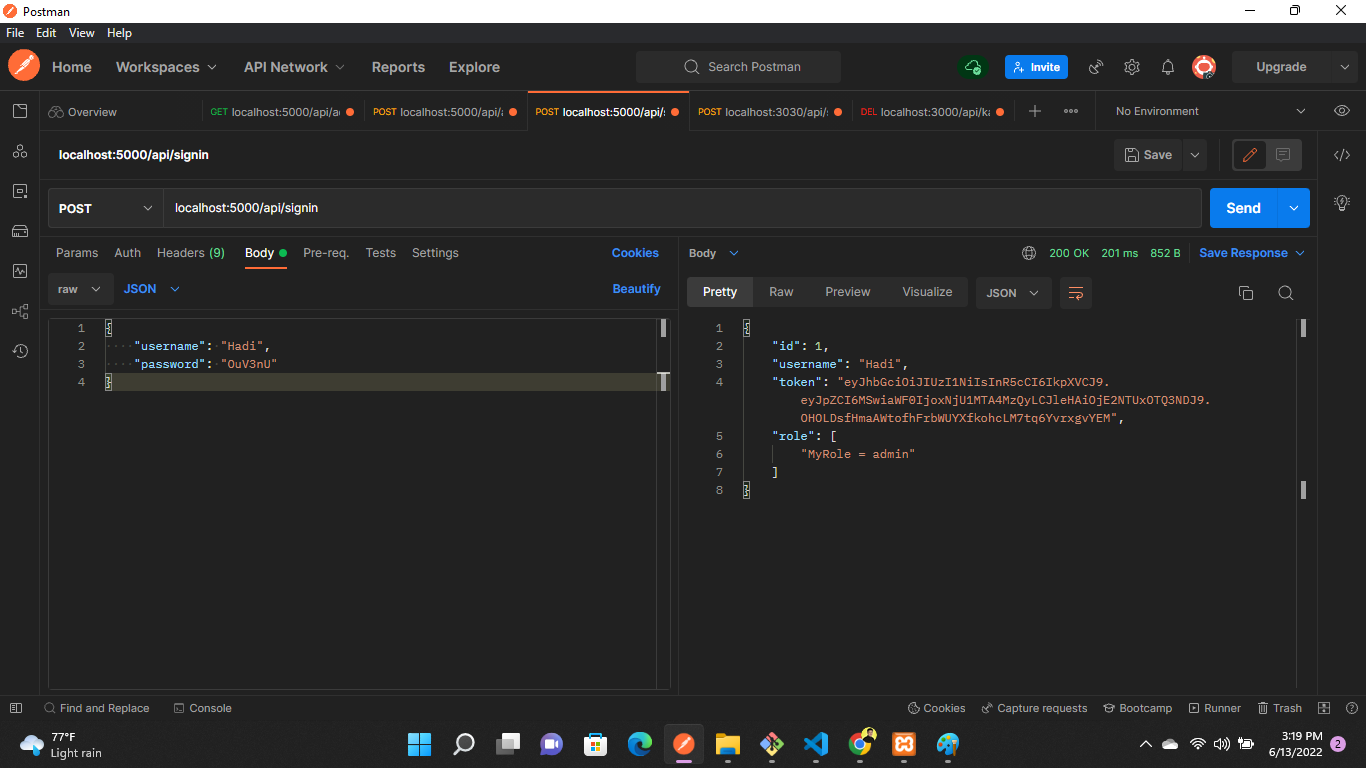 Postman
File Edit View Help
Home Workspaces API Network Reports Explore Search Postman Invite Upgrade
Overview GET localhost:5000/api/a POST localhost:5000/api/ POST localhost:5000/api/s POST localhost:3030/api/ DEL localhost:3000/api/k No Environment
localhost:5000/api/signin Save
POST localhost:5000/api/signin Send
Params Auth Headers (9) Body Pre-req. Tests Settings Cookies
raw JSON Beautify
1 {
2 "username": "Hadi",
3 "password": "OuV3nU"
4 }
Body 200 OK 201 ms 852 B Save Response
Pretty Raw Preview Visualize JSON
1 {
2 "id": 1,
3 "username": "Hadi",
4 "token": "eyJhbGciOiJIUzI1NiIsInR5cCI6IkpXVCJ9.
eyJpZCI6MSwiaWF0IjoxNjU1MTA4MzQyLCJleHAiOjE2NTUxOTQ3NDJ9.
OHOLDsfHmaAWtofhFrbWUYXfkohcLM7tq6YvrxgvYEM",
5 "role": [
6 "MyRole = admin"
7 ]
8 }
Find and Replace Console Cookies Capture requests Bootcamp Runner Trash
77°F
Light rain
3:19 PM
6/13/2022 2